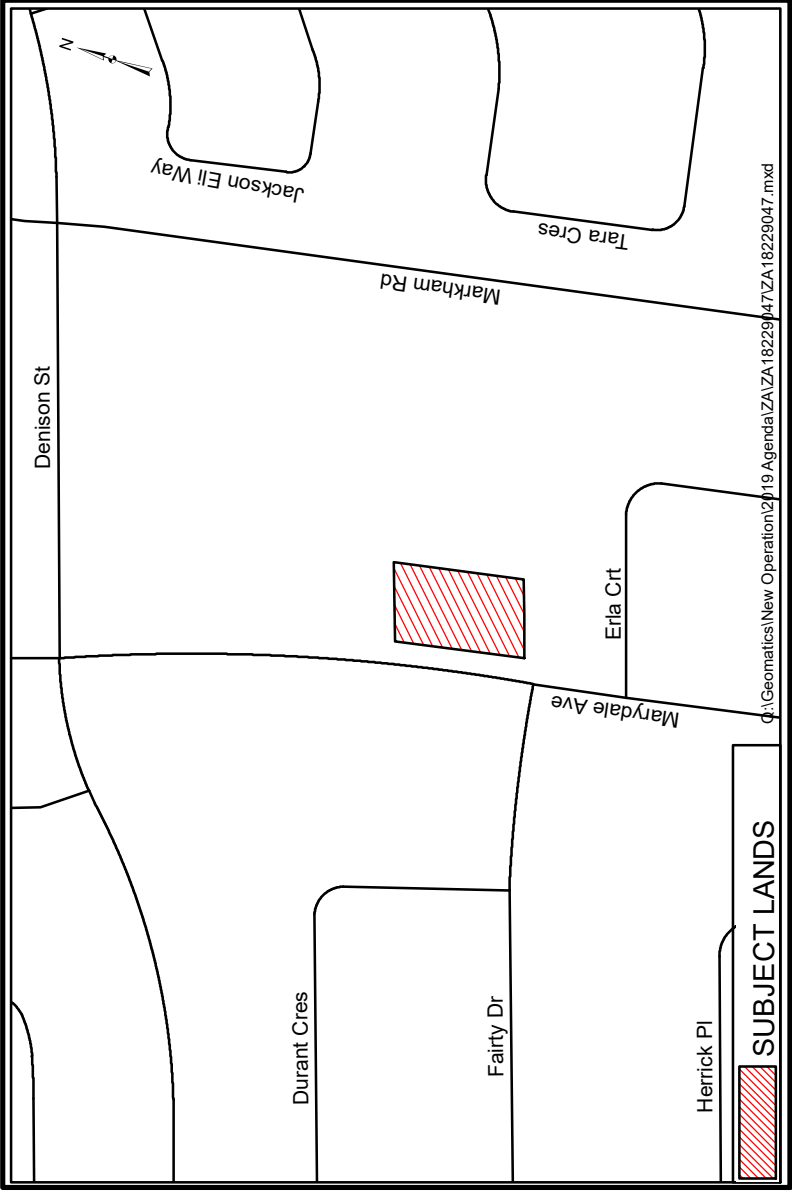 N
Jackson Eli Way
Tara Cres
Markham Rd
Denison St
Erla Crt
Marydale Ave
Durant Cres
Fairty Dr
Herrick Pl
SUBJECT LANDS
Q:\Geomatics\New Operation\2019 Agenda\ZA\ZA18229047\ZA18229047.mxd